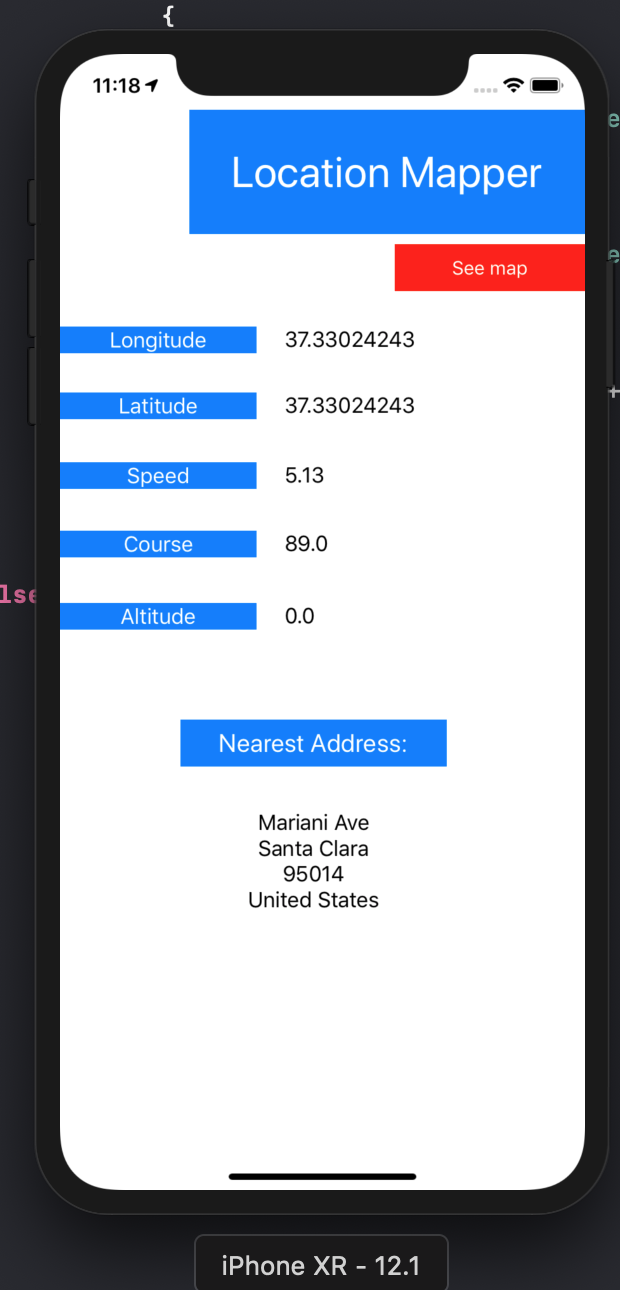 {
11:18
Location Mapper
See map
Longitude 37.33024243
Latitude 37.33024243
Speed 5.13
Course 89.0
Altitude 0.0
Nearest Address:
Mariani Ave
Santa Clara
95014
United States
iPhone XR - 12.1